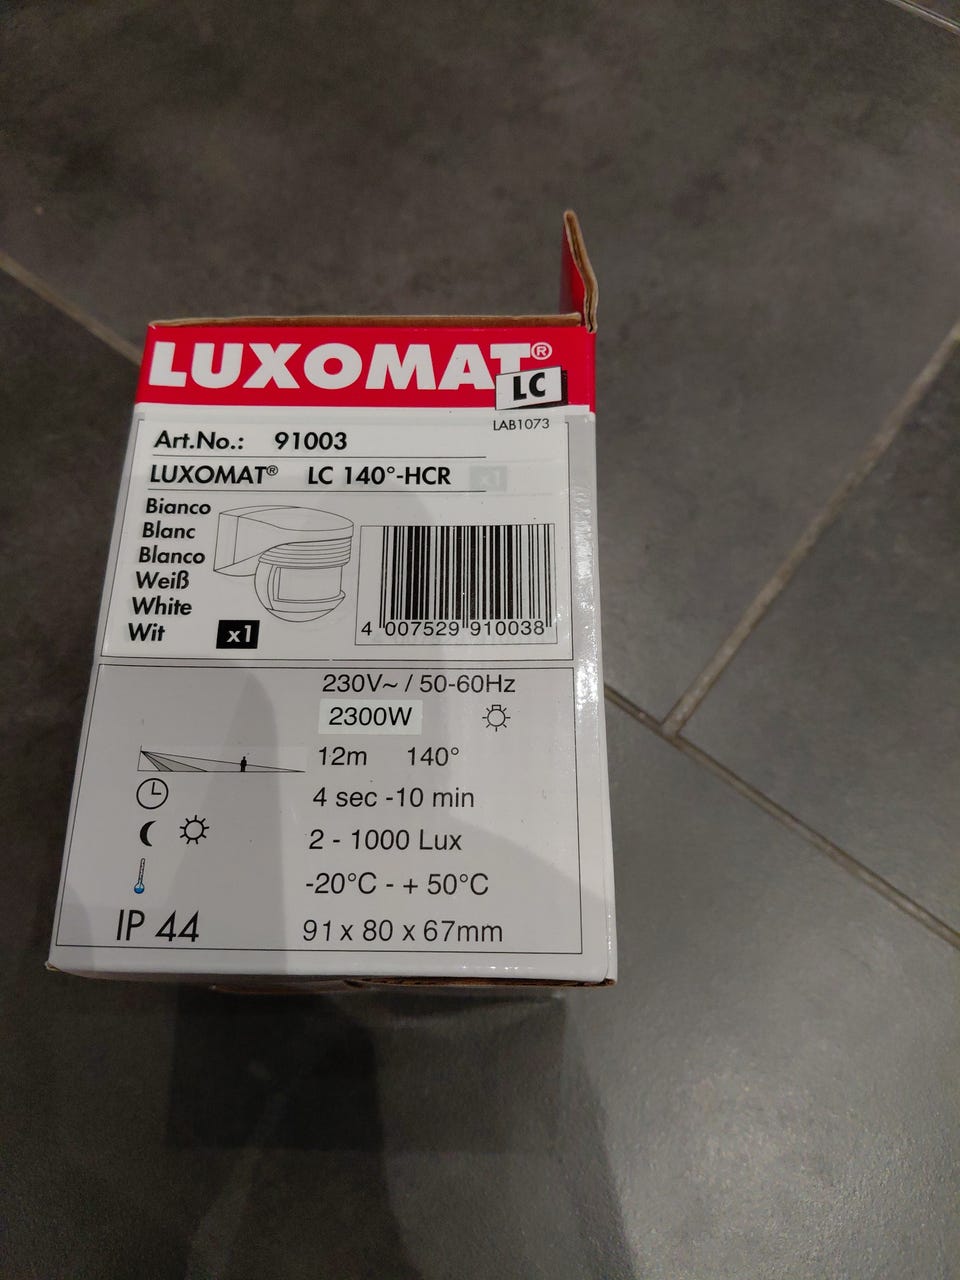 LUXOMAT®
LC
LAB1073
Art.No.: 91003
LUXOMAT® LC 140°-HCR x1
Bianco
Blanc
Blanco
Weiß
White
Wit
x1
4 007529 910038
230V~ / 50-60Hz
2300W
12m 140°
4 sec -10 min
2 - 1000 Lux
-20°C - + 50°C
IP 44 91 x 80 x 67mm